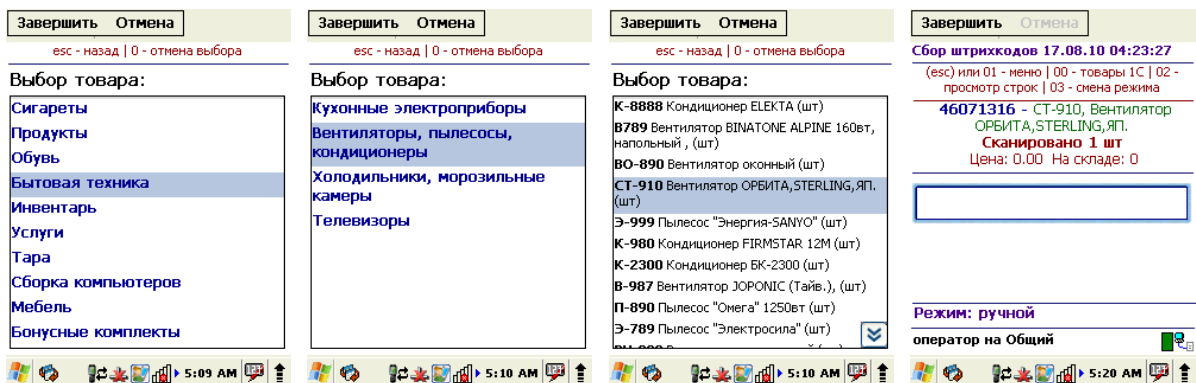 Завершить Отмена
esc - назад | 0 - отмена выбора
Выбор товара:
Сигареты
Продукты
Обувь
Бытовая техника
Инвентарь
Услуги
Тара
Сборка компьютеров
Мебель
Бонусные комплекты
5:09 AM
Завершить Отмена
esc - назад | 0 - отмена выбора
Выбор товара:
Кухонные электроприборы
Вентиляторы, пылесосы,
кондиционеры
Холодильники, морозильные
камеры
Телевизоры
5:10 AM
Завершить Отмена
esc - назад | 0 - отмена выбора
Выбор товара:
К-8888 Кондиционер ELEKTA (шт)
В789 Вентилятор BINATONE ALPINE 160вт,
напольный , (шт)
ВО-890 Вентилятор оконный (шт)
СТ-910 Вентилятор ОРБИТА,STERLING,ЯП.
(шт)
Э-999 Пылесос "Энергия-SANYO" (шт)
К-980 Кондиционер FIRMSTAR 12М (шт)
К-2300 Кондиционер БК-2300 (шт)
В-987 Вентилятор JOPONIC (Тайв.), (шт)
П-890 Пылесос "Омега" 1250вт (шт)
Э-789 Пылесос "Электросила" (шт)
5:10 AM
Завершить Отмена
Сбор штрихкодов 17.08.10 04:23:27
(esc) или 01 - меню | 00 - товары 1С | 02 -
просмотр строк | 03 - смена режима
46071316 - СТ-910, Вентилятор
ОРБИТА,STERLING,ЯП.
Сканировано 1 шт
Цена: 0.00 На складе: 0
Режим: ручной
оператор на Общий
5:20 AM